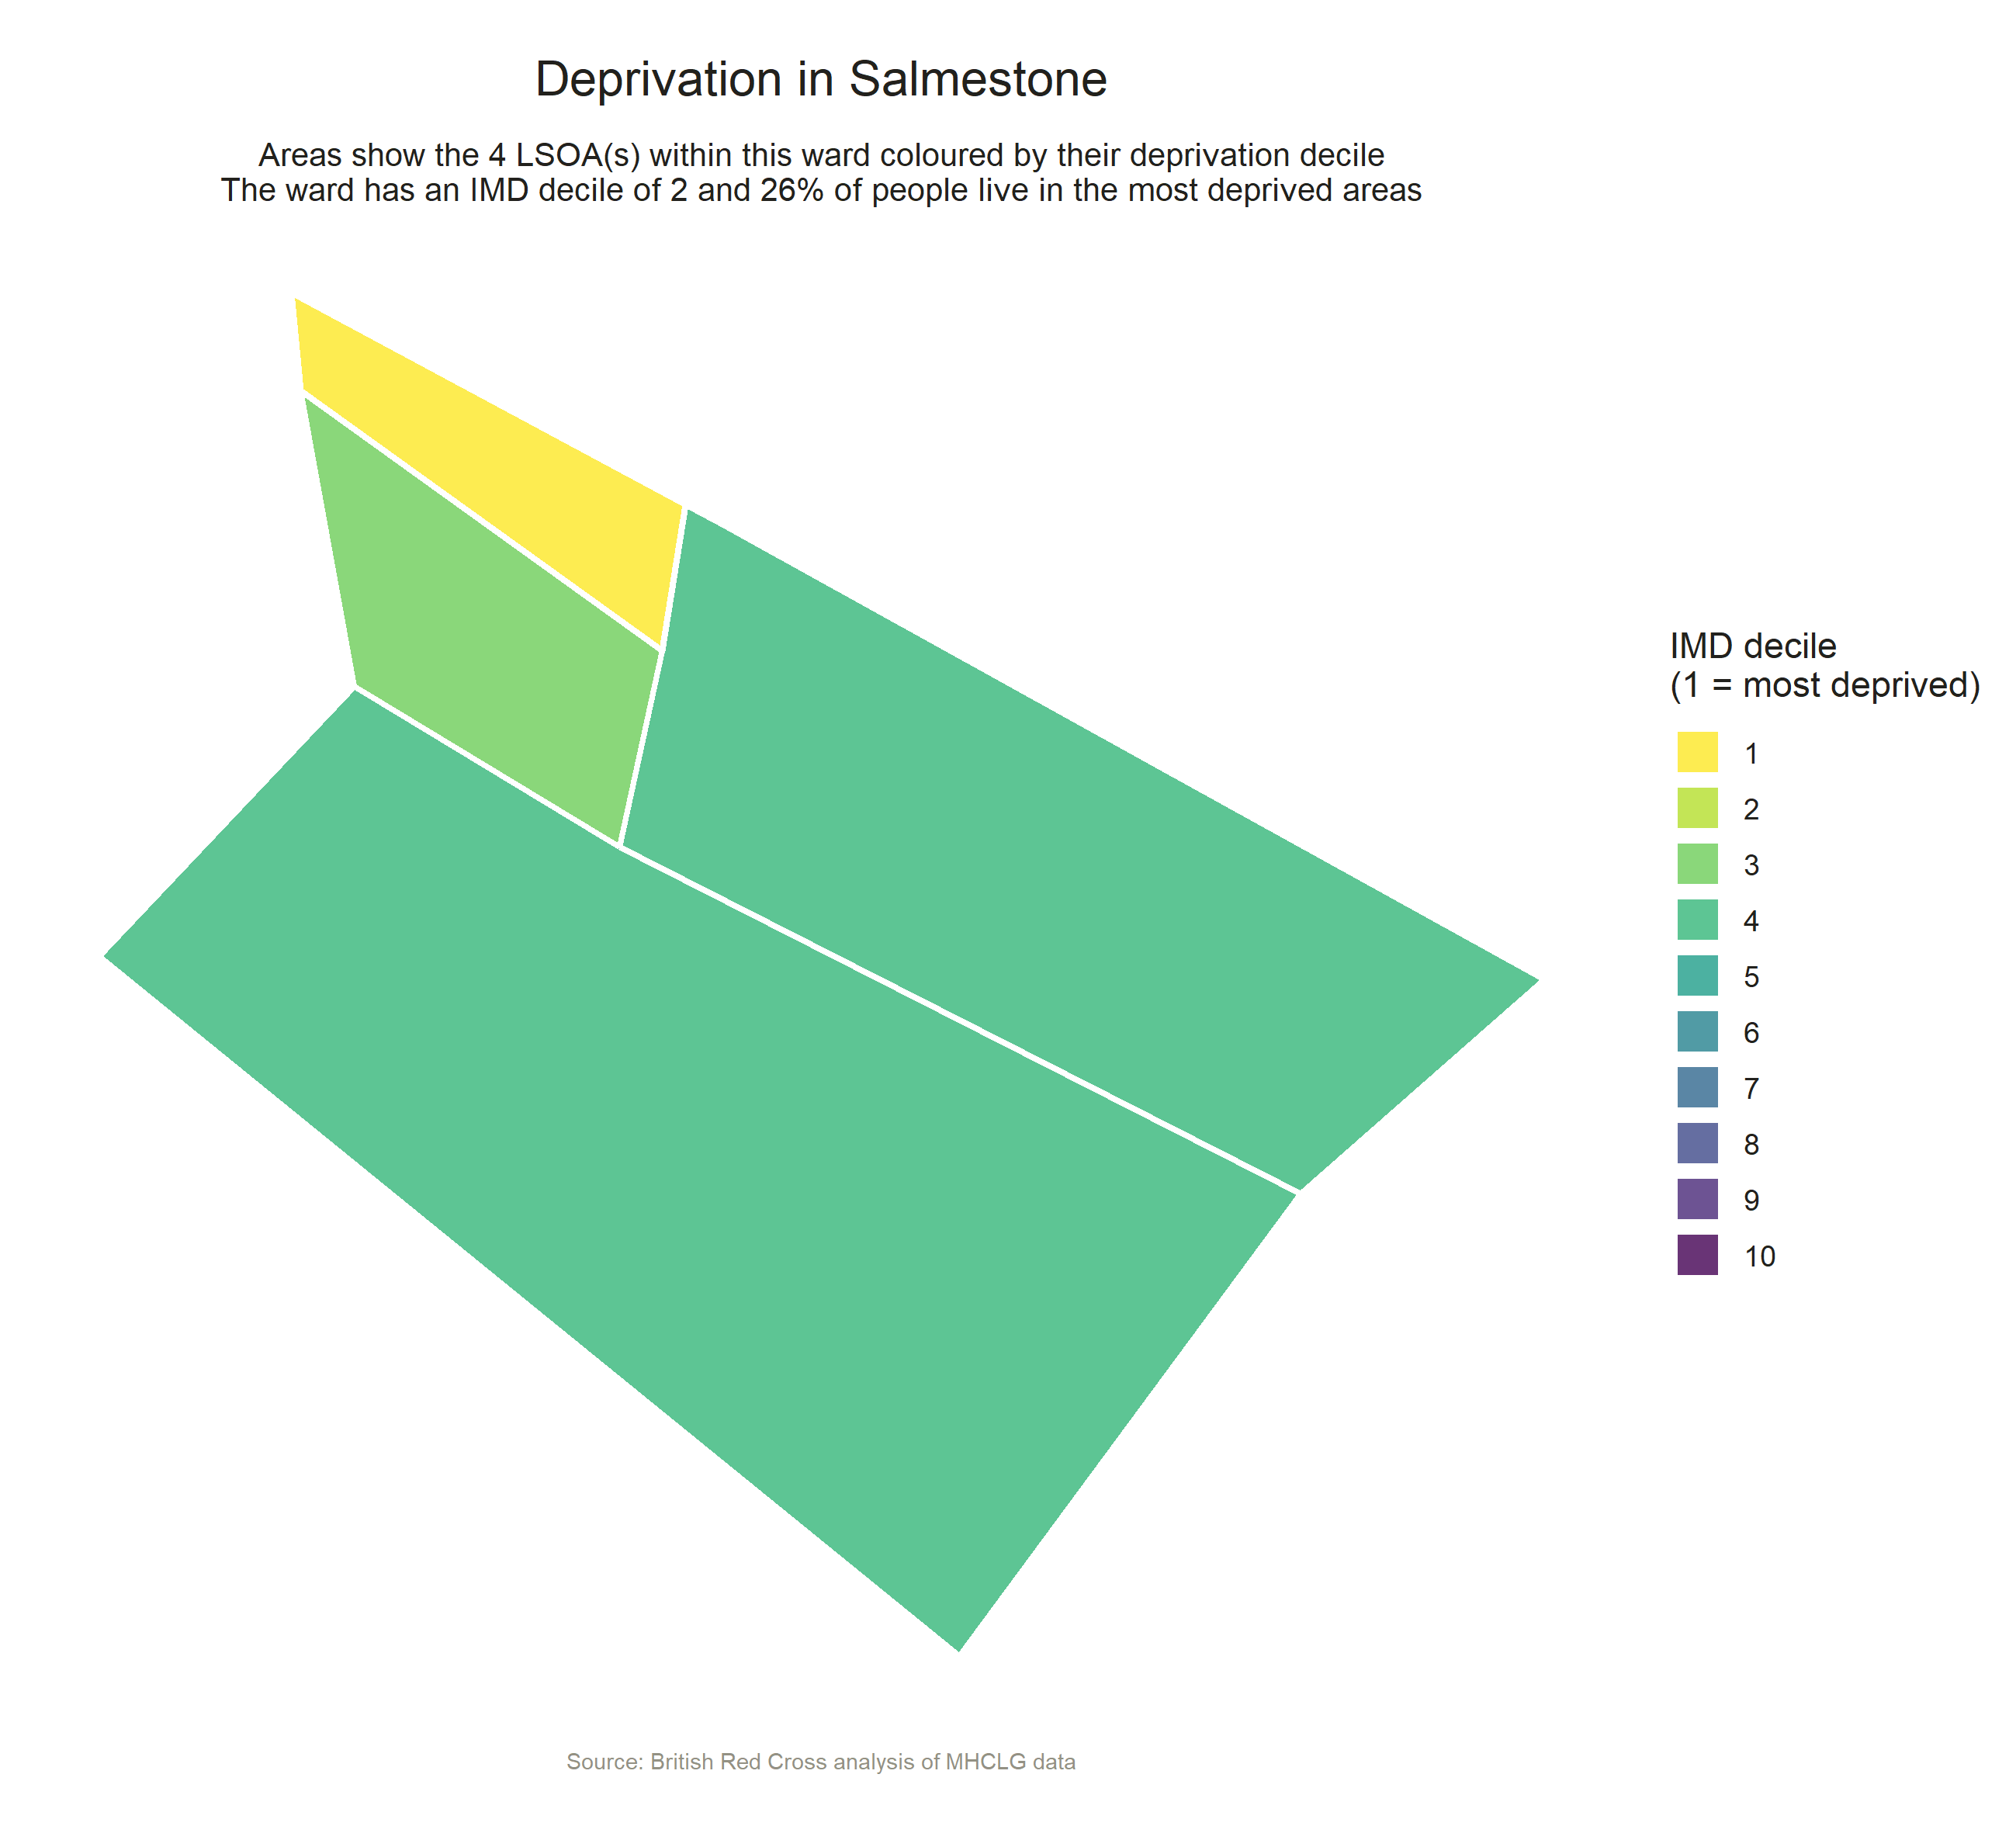 Deprivation in Salmestone
Areas show the 4 LSOA(s) within this ward coloured by their deprivation decile
The ward has an IMD decile of 2 and 26% of people live in the most deprived areas
IMD decile
(1 = most deprived)
1
2
3
4
5
6
7
8
9
10
Source: British Red Cross analysis of MHCLG data